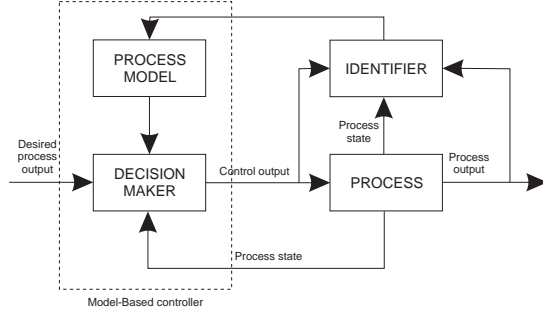 PROCESS
MODEL
IDENTIFIER
Process
state
Desired
process
output
DECISION
MAKER
Control output
PROCESS
Process
output
Process state
Model-Based controller